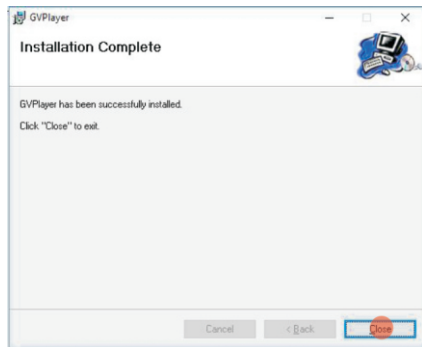 GVPlayer
Installation Complete
GVPlayer has been successfully installed.
Click "Close" to exit.
Cancel
< Back
Close